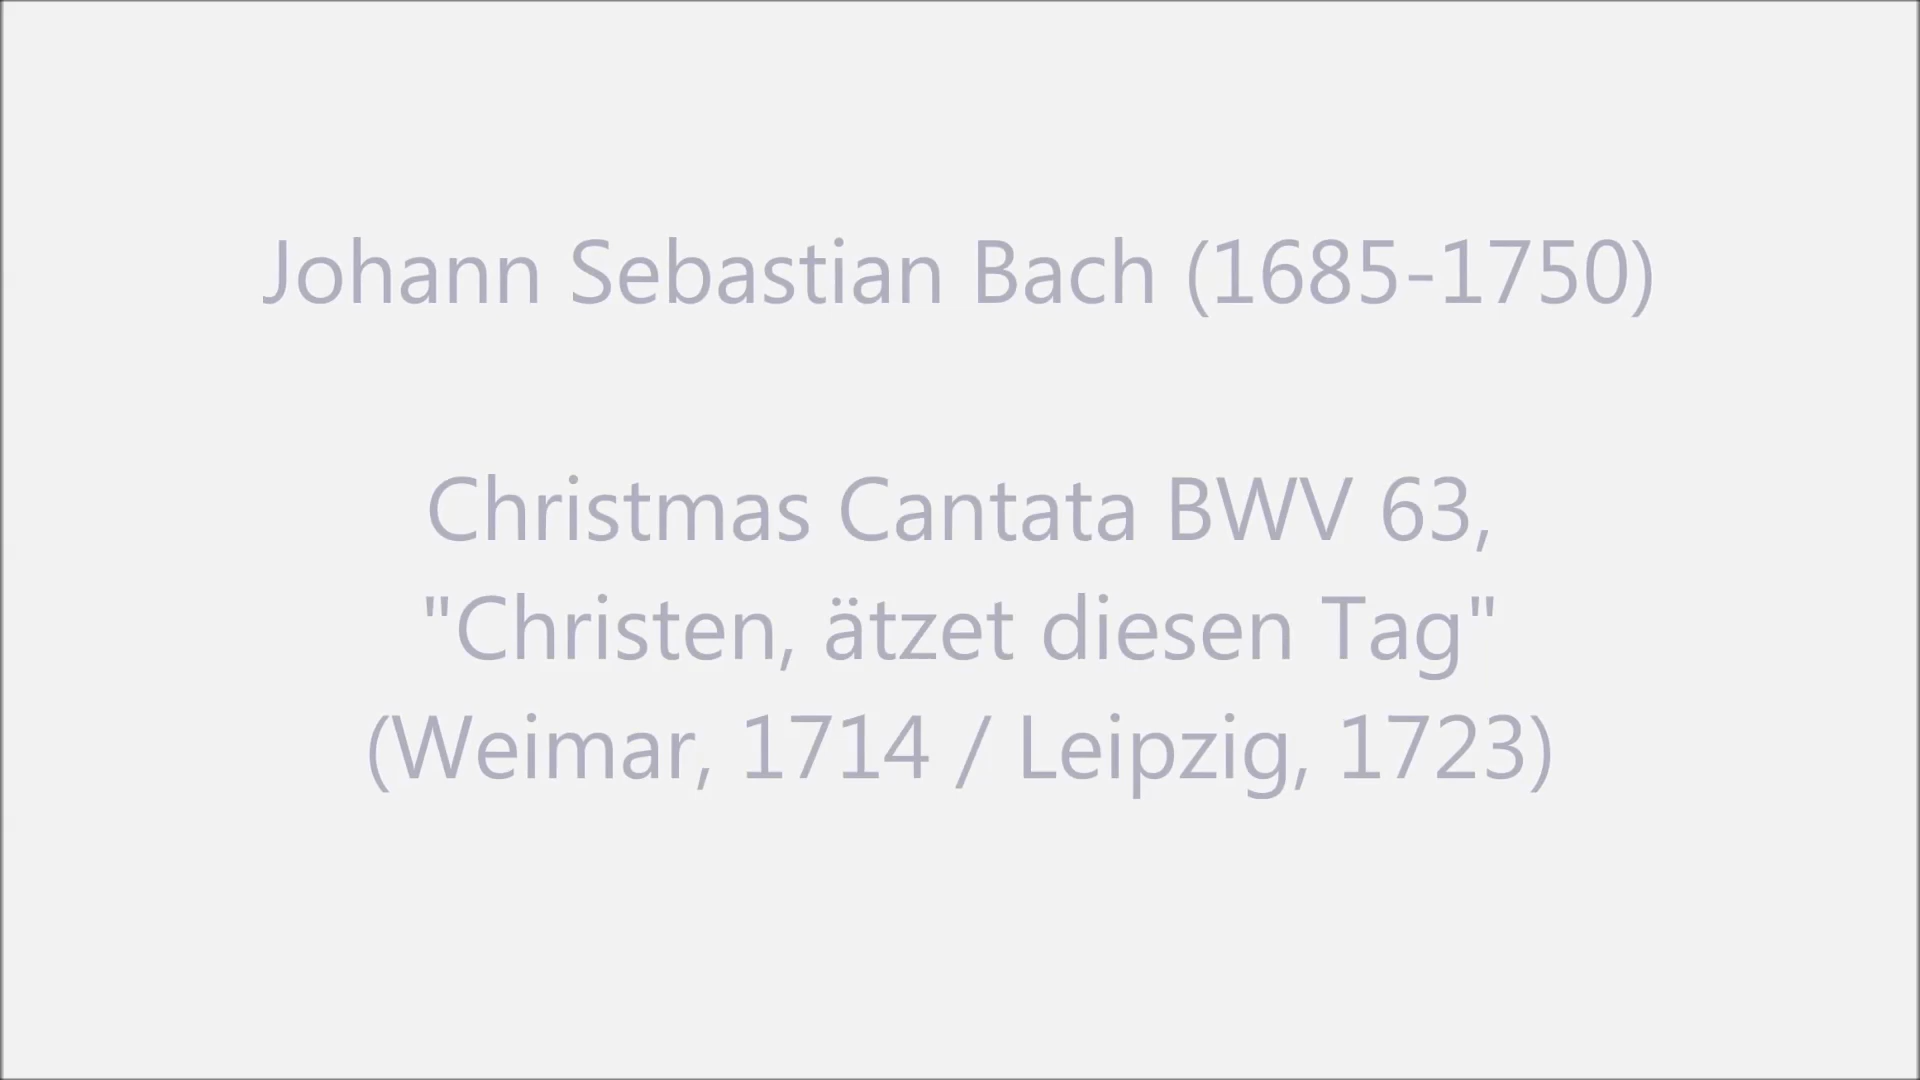 Johann Sebastian Bach (1685-1750)
Christmas Cantata BWV 63,
"Christen, ätzet diesen Tag"
(Weimar, 1714 / Leipzig, 1723)